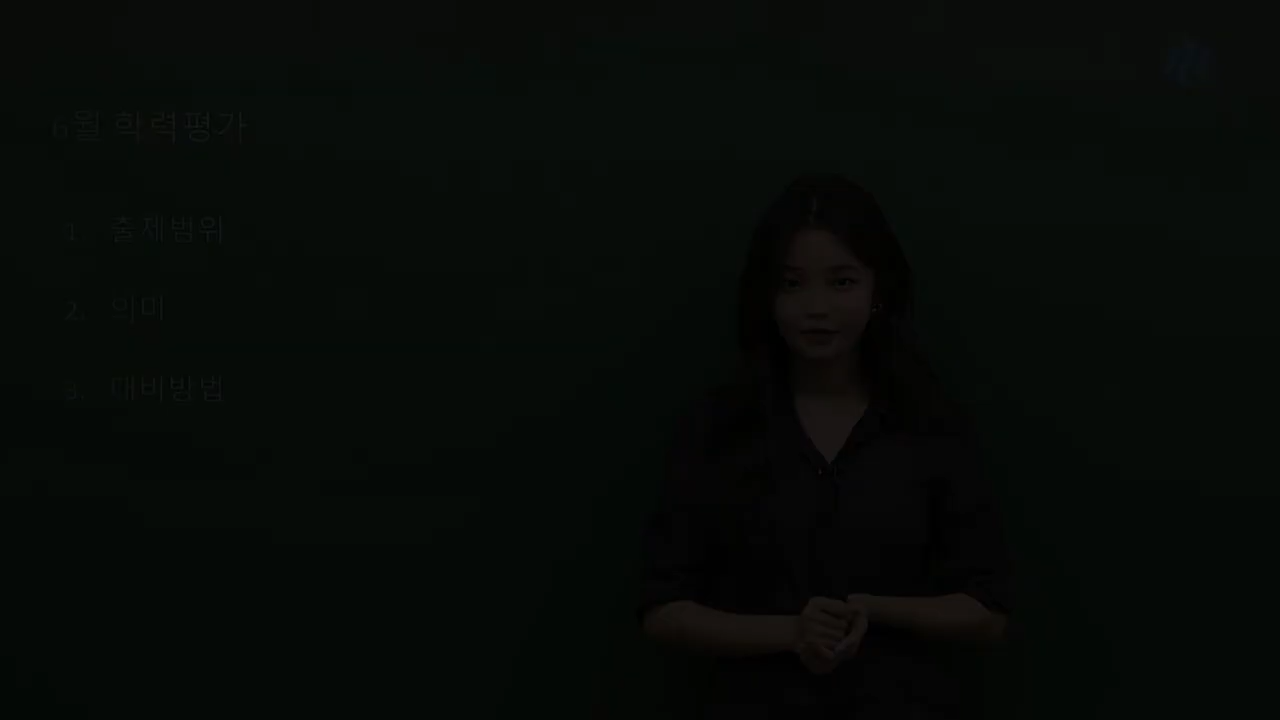 6월 학력평가
1. 출제범위
2. 의미
3. 대비방법